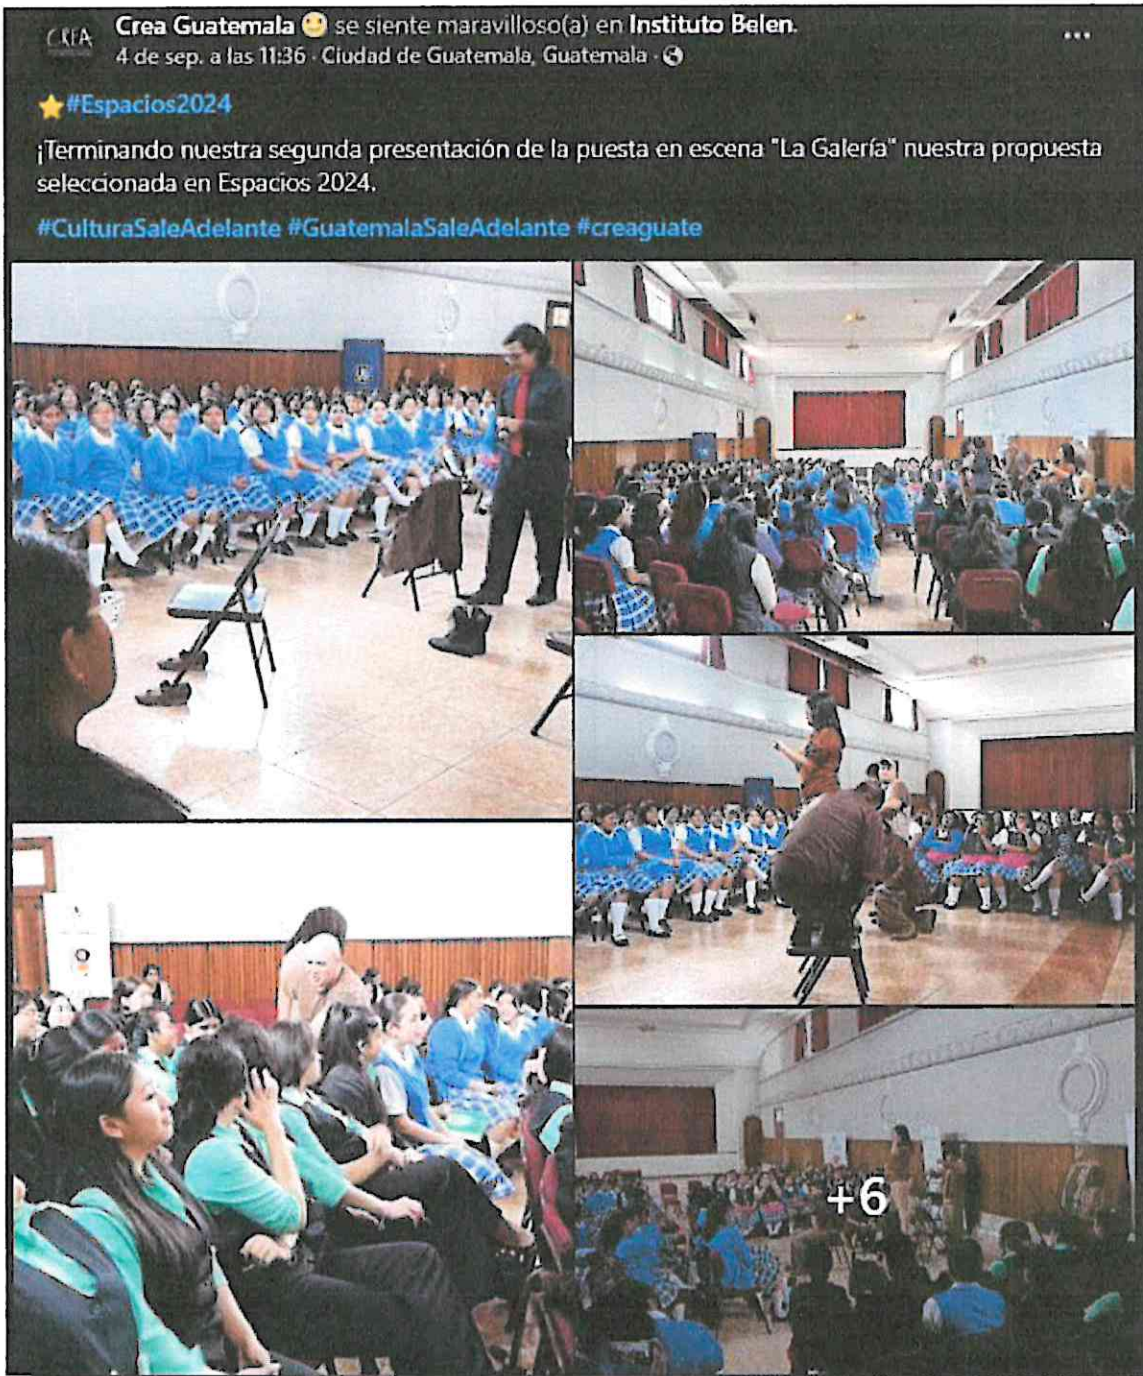 CREA
Crea Guatemala 🙂 se siente maravilloso(a) en Instituto Belen.
4 de sep. a las 11:36 · Ciudad de Guatemala, Guatemala ·
⭐#Espacios2024
¡Terminando nuestra segunda presentación de la puesta en escena "La Galería" nuestra propuesta
seleccionada en Espacios 2024.
#CulturaSaleAdelante #GuatemalaSaleAdelante #creaguate
+6